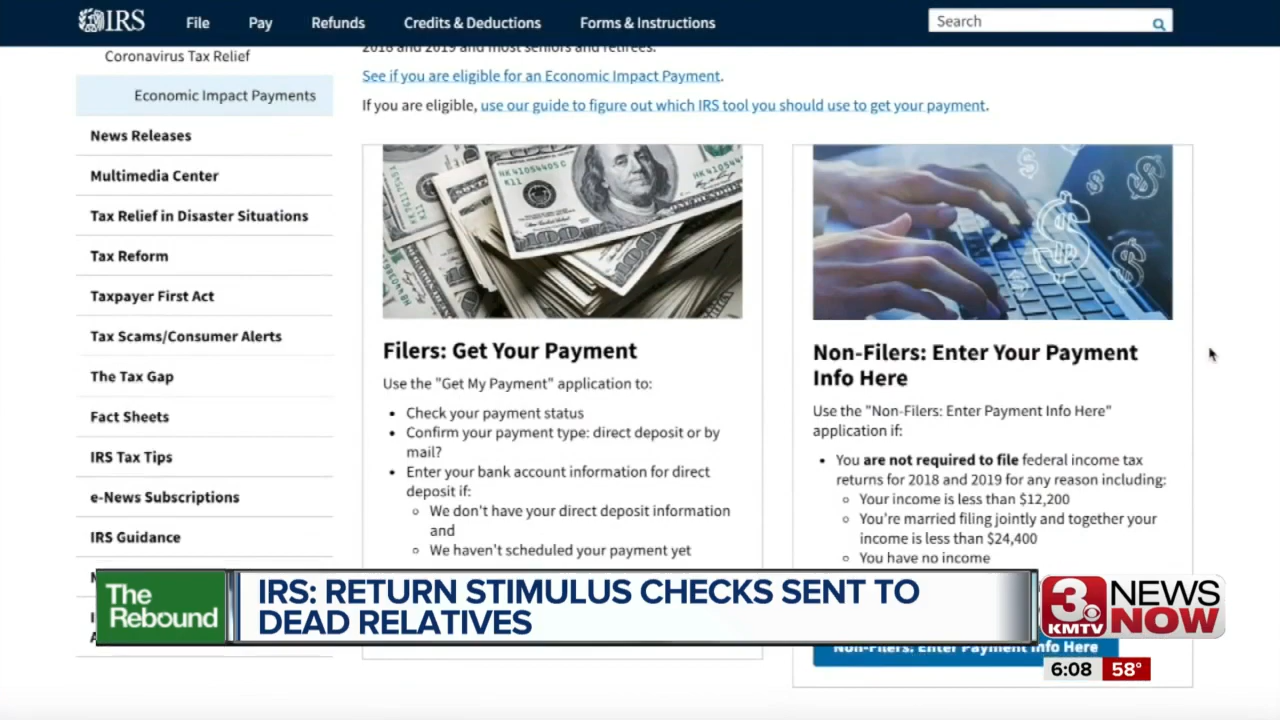 IRS
File
Pay
Refunds
Credits & Deductions
Forms & Instructions
Search
Coronavirus Tax Relief
Economic Impact Payments
News Releases
Multimedia Center
Tax Relief in Disaster Situations
Tax Reform
Taxpayer First Act
Tax Scams/Consumer Alerts
The Tax Gap
Fact Sheets
IRS Tax Tips
e-News Subscriptions
IRS Guidance
2018 and 2019 and most seniors and retirees.
See if you are eligible for an Economic Impact Payment.
If you are eligible, use our guide to figure out which IRS tool you should use to get your payment.
HK41054405C
K11
100
100
Filers: Get Your Payment
Use the "Get My Payment" application to:
• Check your payment status
• Confirm your payment type: direct deposit or by
mail?
• Enter your bank account information for direct
deposit if:
○ We don't have your direct deposit information
and
○ We haven't scheduled your payment yet
Non-Filers: Enter Your Payment
Info Here
Use the "Non-Filers: Enter Payment Info Here"
application if:
• You are not required to file federal income tax
returns for 2018 and 2019 for any reason including:
○ Your income is less than $12,200
○ You're married filing jointly and together your
income is less than $24,400
○ You have no income
Non-Filers: Enter Payment Info Here
The
Rebound
IRS: RETURN STIMULUS CHECKS SENT TO
DEAD RELATIVES
3
KMTV
NEWS
NOW
6:08
58°